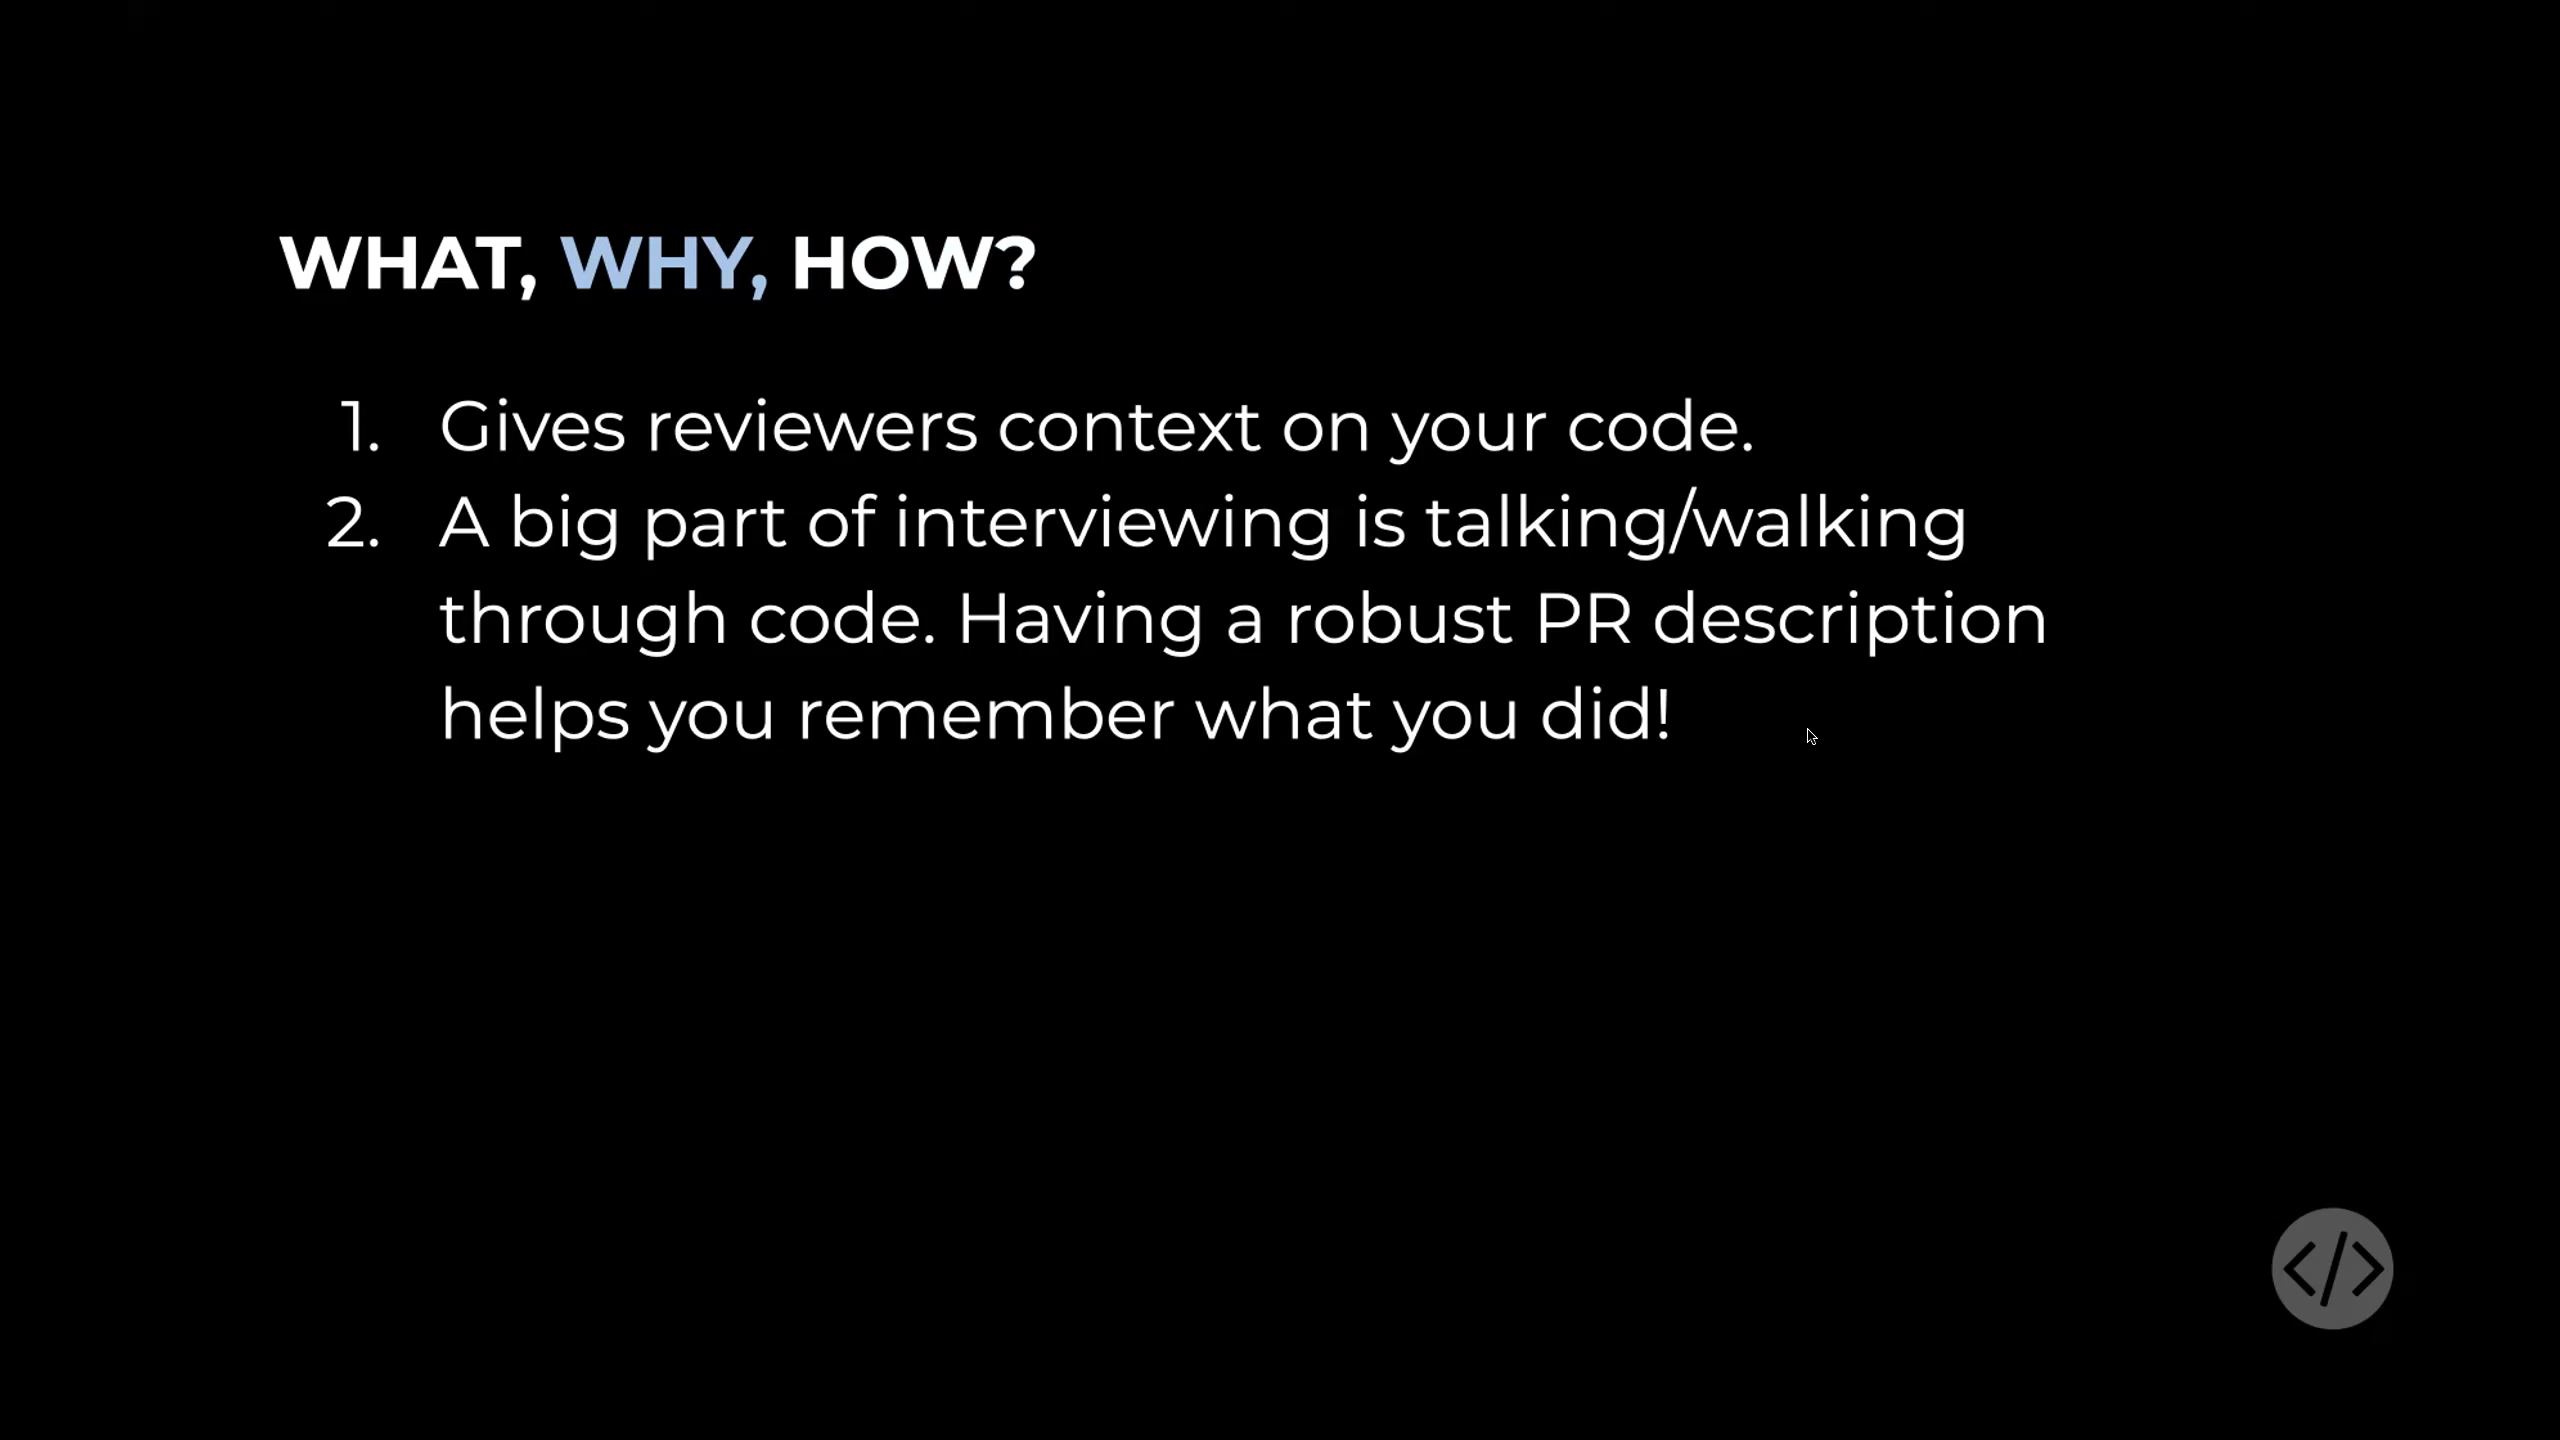 WHAT, WHY, HOW?
1. Gives reviewers context on your code.
2. A big part of interviewing is talking/walking
through code. Having a robust PR description
helps you remember what you did!
</>